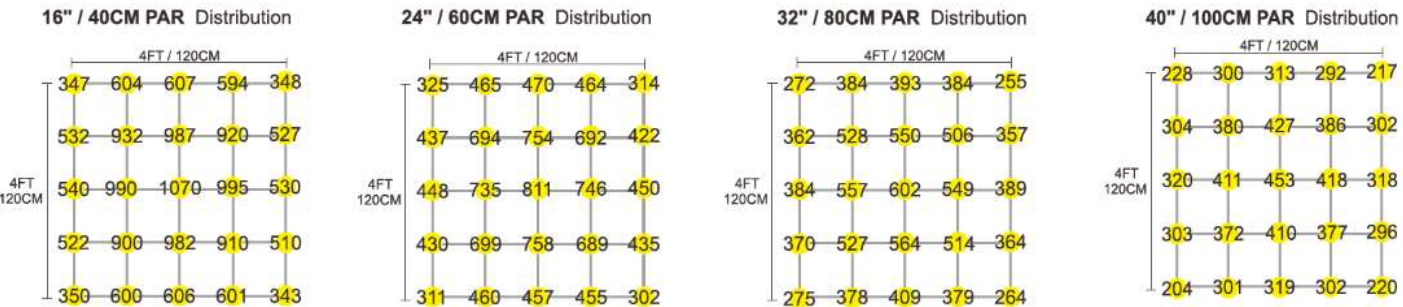 16" / 40CM PAR Distribution
4FT / 120CM
347 604 607 594 348
532 932 987 920 527
4FT
120CM
540 990 1070 995 530
522 900 982 910 510
350 600 606 601 343
24" / 60CM PAR Distribution
4FT / 120CM
325 465 470 464 314
437 694 754 692 422
4FT
120CM
448 735 811 746 450
430 699 758 689 435
311 460 457 455 302
32" / 80CM PAR Distribution
4FT / 120CM
272 384 393 384 255
362 528 550 506 357
4FT
120CM
384 557 602 549 389
370 527 564 514 364
275 378 409 379 264
40" / 100CM PAR Distribution
4FT / 120CM
228 300 313 292 217
304 380 427 386 302
4FT
120CM
320 411 453 418 318
303 372 410 377 296
204 301 319 302 220